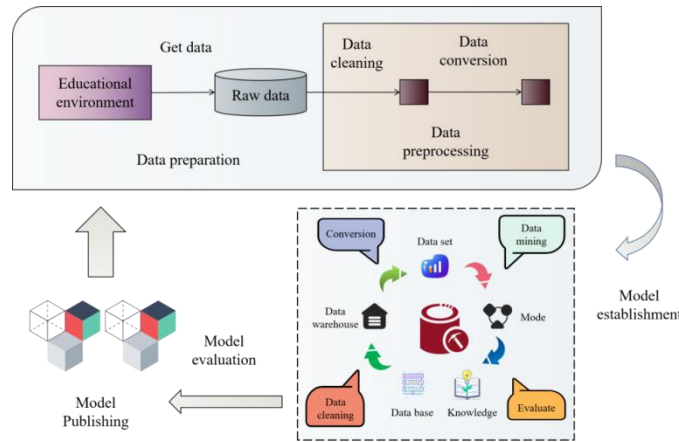 Get data
Data
cleaning
Data
conversion
Educational
environment
Raw data
Data preparation
Data
preprocessing
Conversion
Data set
Data
mining
Data
warehouse
Mode
Model
establishment
Data
cleaning
Data base
Knowledge
Evaluate
Model
evaluation
Model
Publishing